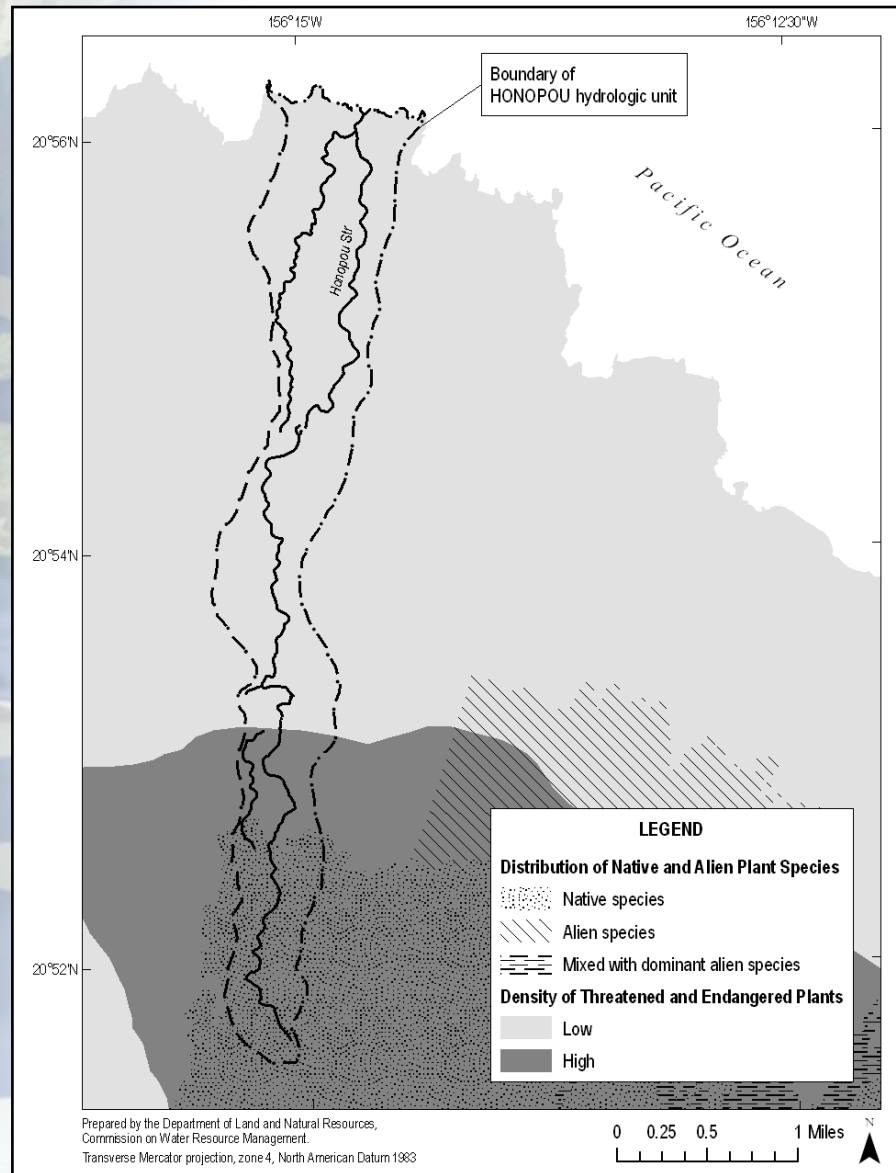 156°15'W
156°12'30"W
Boundary of
HONOPOU hydrologic unit
20°56'N
Pacific Ocean
Honopou Str
20°54'N
20°52'N
LEGEND
Distribution of Native and Alien Plant Species
Native species
Alien species
Mixed with dominant alien species
Density of Threatened and Endangered Plants
Low
High
Prepared by the Department of Land and Natural Resources,
Commission on Water Resource Management.
Transverse Mercator projection, zone 4, North American Datum 1983
0 0.25 0.5 1 Miles
N